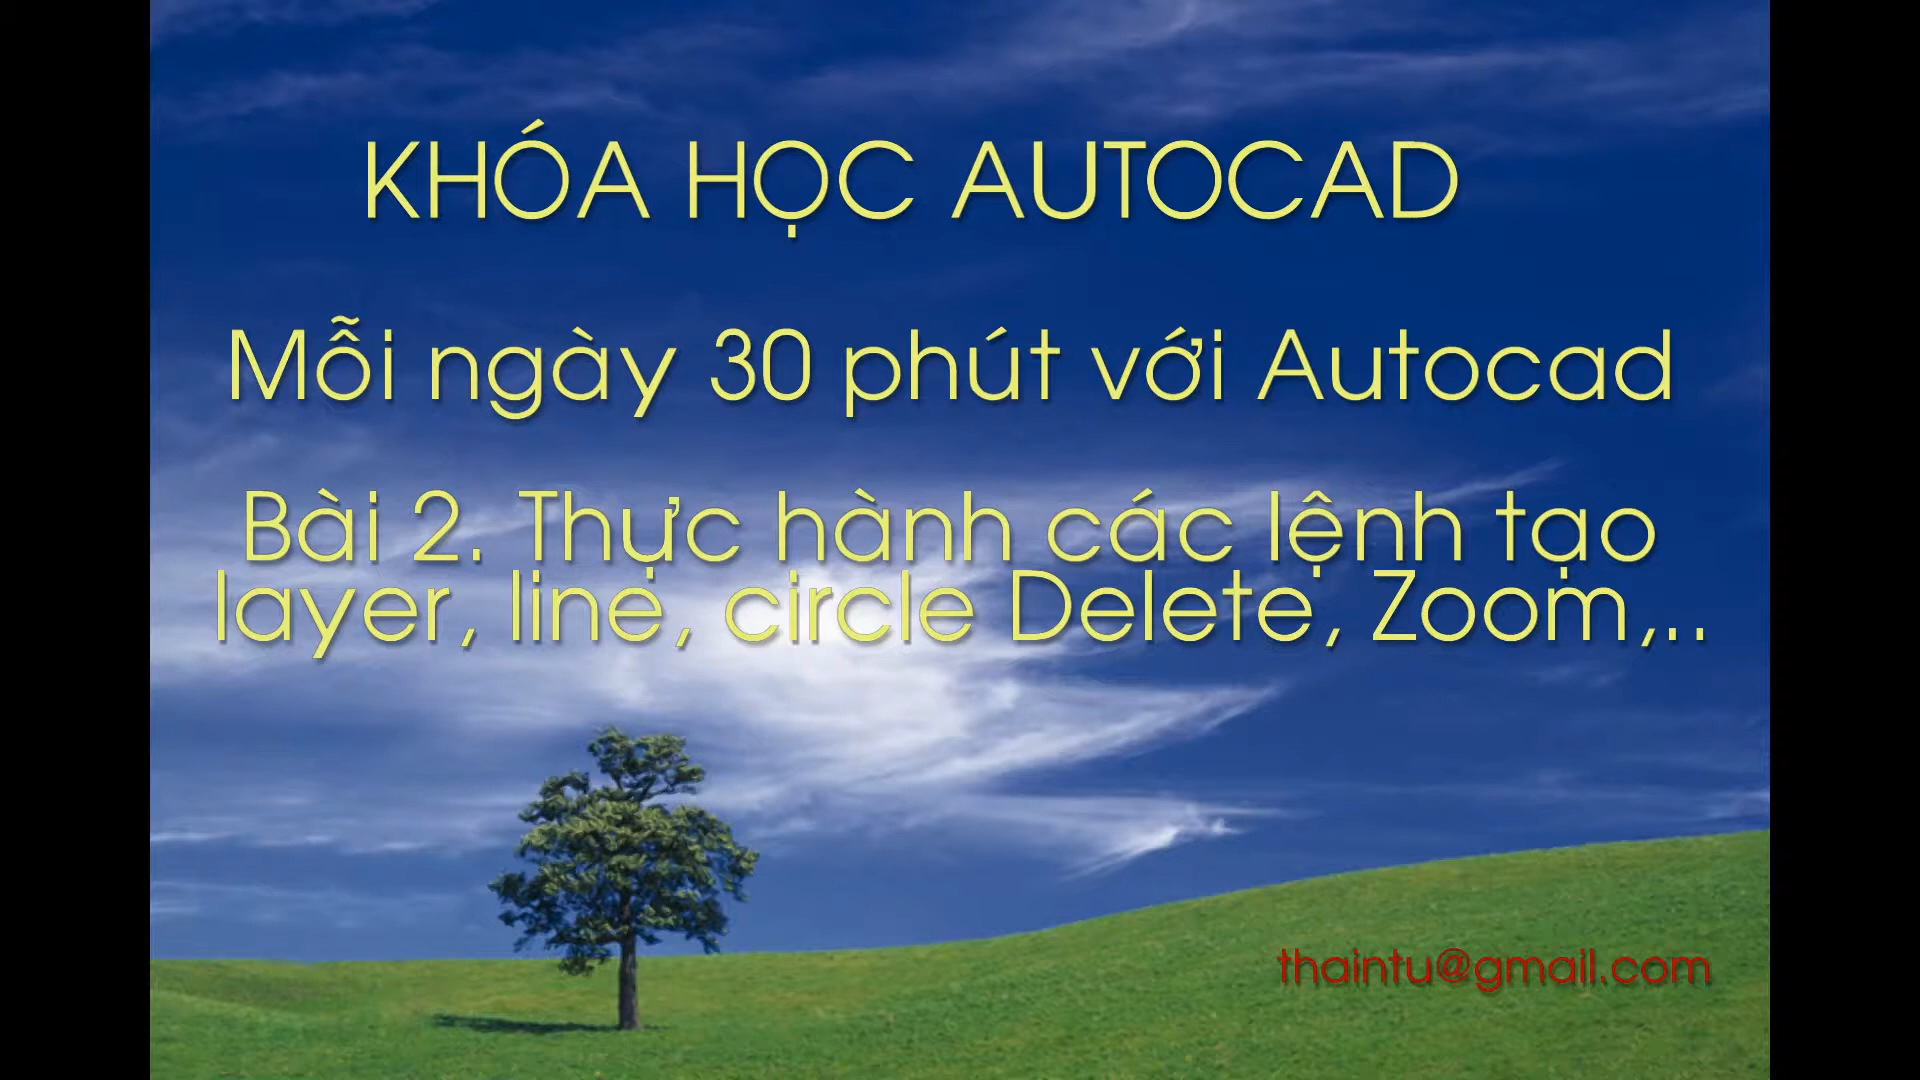 KHÓA HỌC AUTOCAD
Mỗi ngày 30 phút với Autocad
Bài 2. Thực hành các lệnh tạo
layer, line, circle Delete, Zoom,..
thaintu@gmail.com